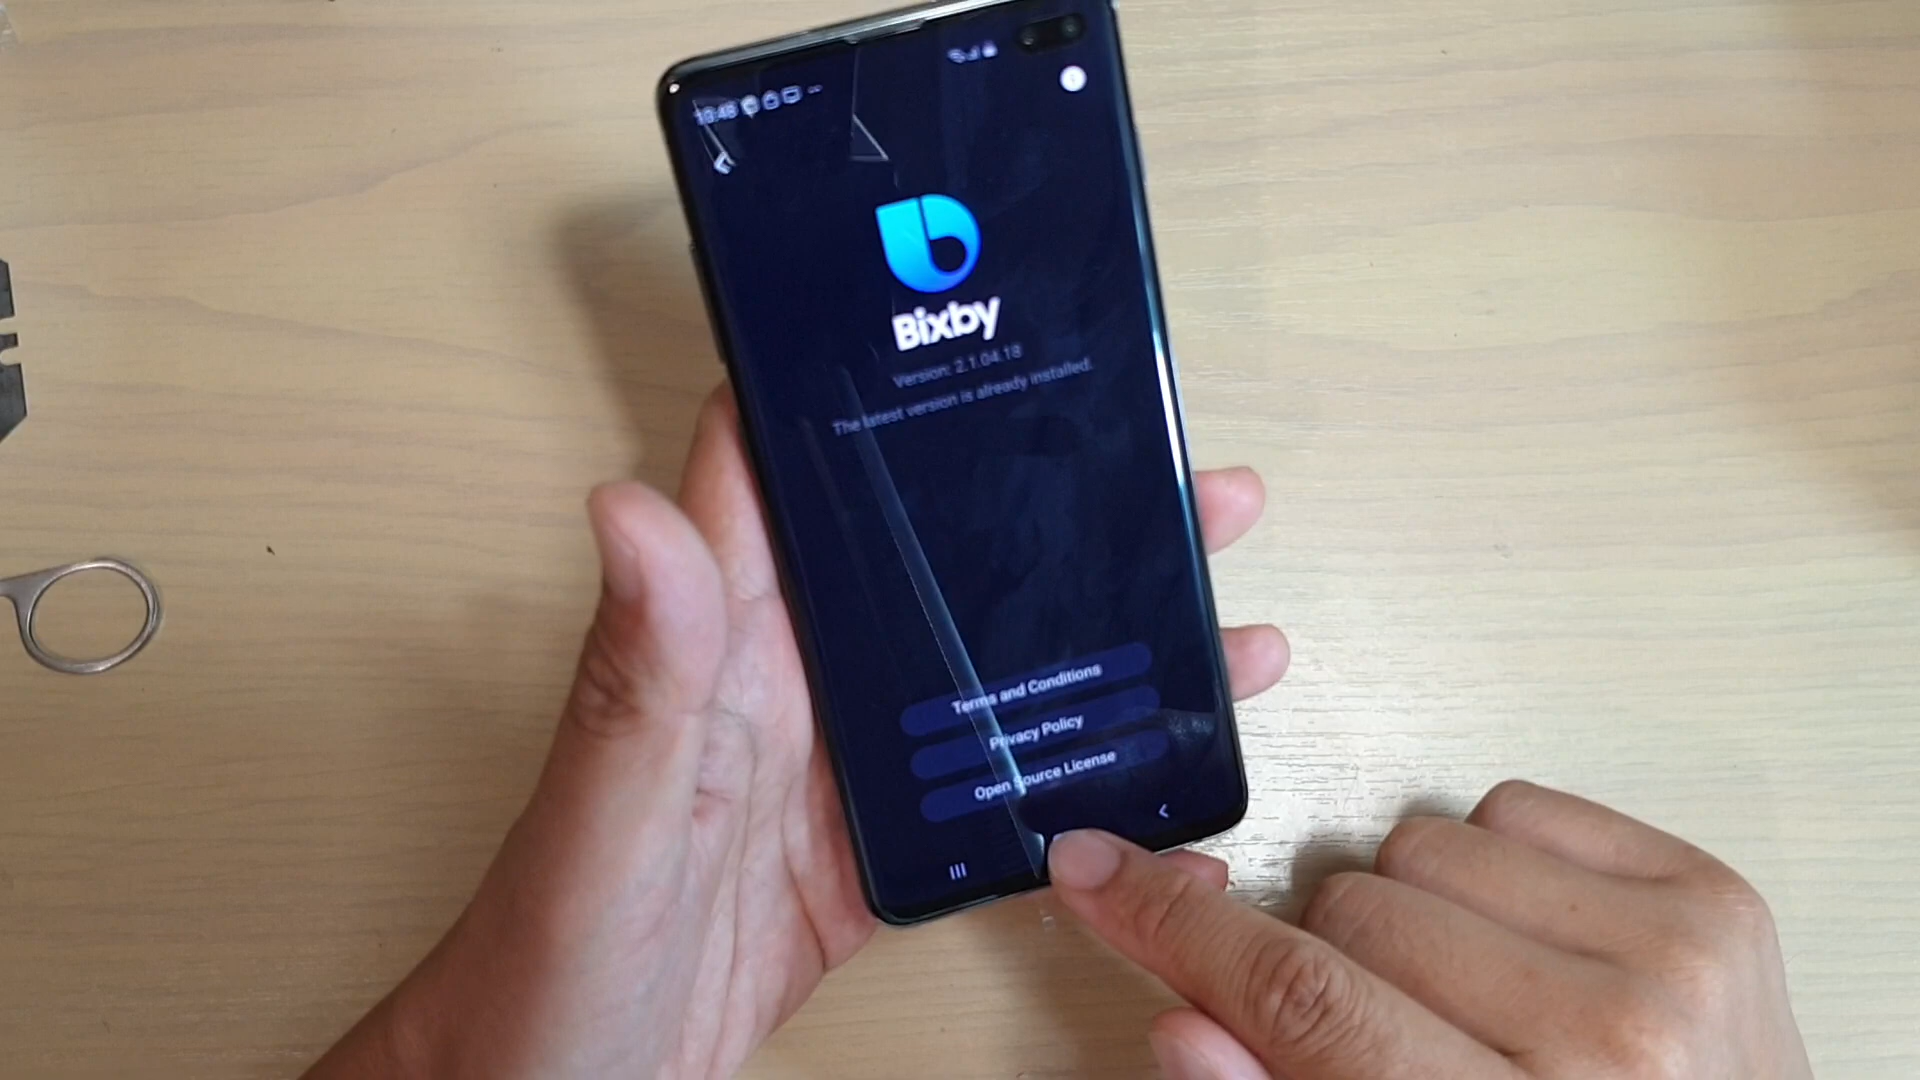 Bixby
Version: 2.1.04.18
The latest version is already installed.
Terms and Conditions
Privacy Policy
Open Source License